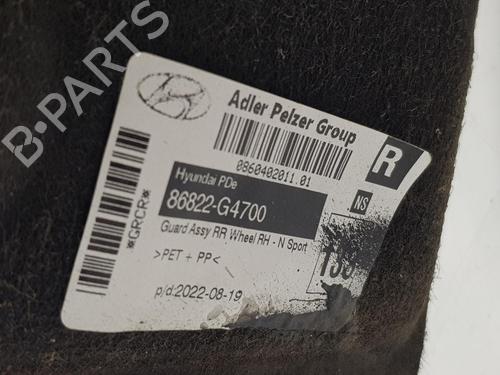 B-PARTS
Adler Pelzer Group
R
0860402011.01
*GRCR*
Hyundai PDe
86822-G4700
NS
Guard Assy RR Wheel RH - N Sport
>PET + PP<
p/d:2022-08-19